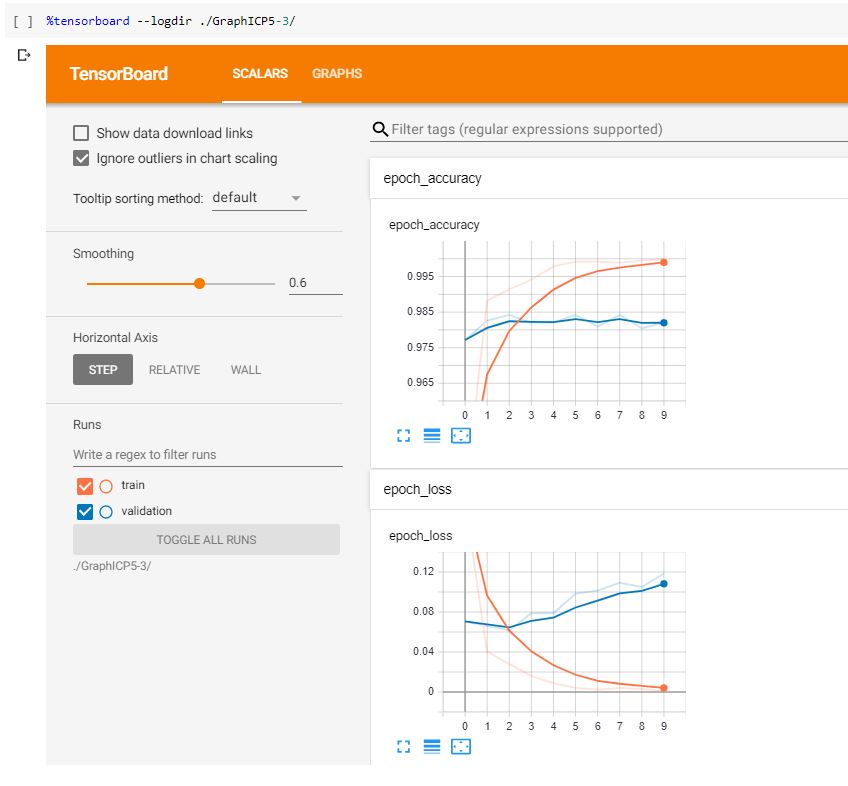 [ ] %tensorboard --logdir ./GraphICP5-3/
TensorBoard SCALARS GRAPHS
Show data download links
Ignore outliers in chart scaling
Tooltip sorting method: default
Smoothing
0.6
Horizontal Axis
STEP RELATIVE WALL
Runs
Write a regex to filter runs
train
validation
TOGGLE ALL RUNS
./GraphICP5-3/
Filter tags (regular expressions supported)
epoch_accuracy
epoch_accuracy
0.995
0.985
0.975
0.965
0 1 2 3 4 5 6 7 8 9
epoch_loss
epoch_loss
0.12
0.08
0.04
0
0 1 2 3 4 5 6 7 8 9